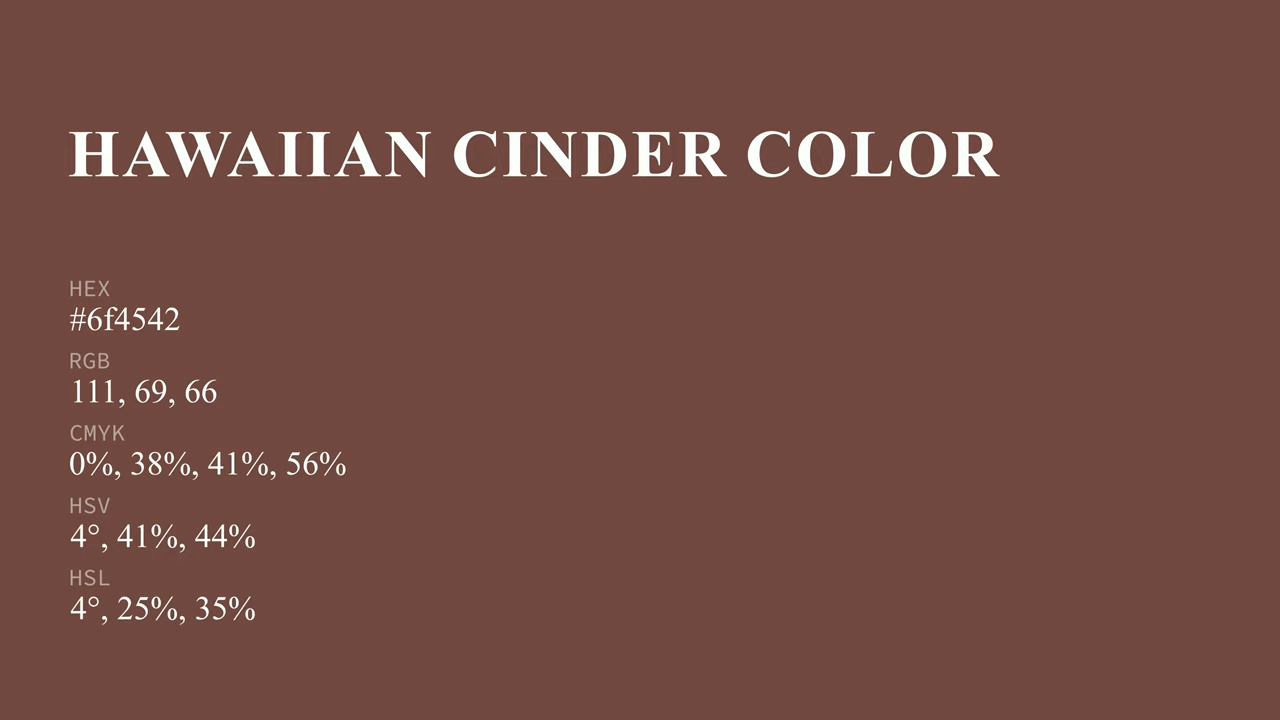 HAWAIIAN CINDER COLOR
HEX
#6f4542
RGB
111, 69, 66
CMYK
0%, 38%, 41%, 56%
HSV
4°, 41%, 44%
HSL
4°, 25%, 35%